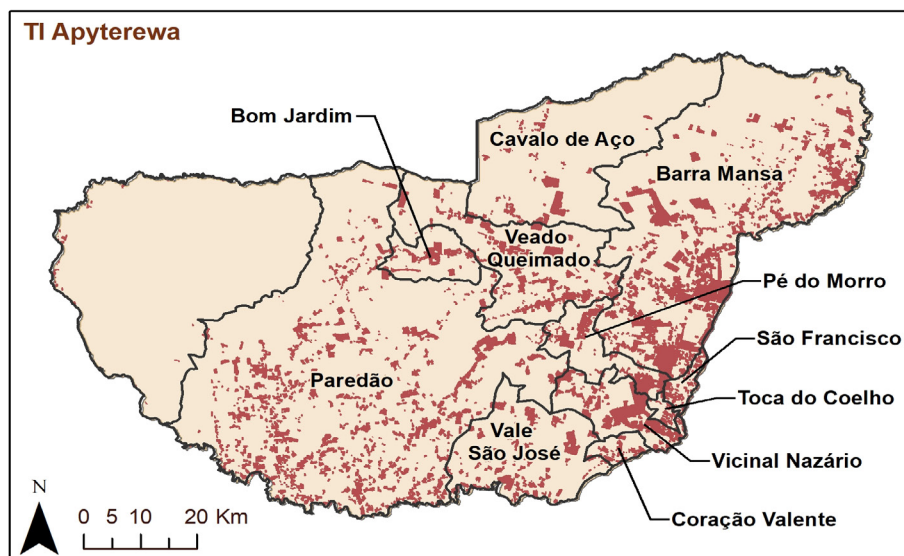 TI Apyterewa
Bom Jardim
Cavalo de Aço
Barra Mansa
Veado
Queimado
Pé do Morro
São Francisco
Paredão
Toca do Coelho
Vale
São José
Vicinal Nazário
Coração Valente
N
0 5 10 20 Km